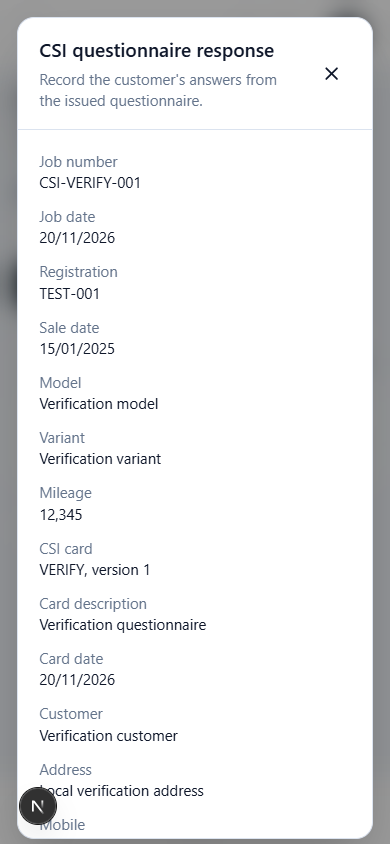 CSI questionnaire response
Record the customer's answers from
the issued questionnaire.
Job number
CSI-VERIFY-001
Job date
20/11/2026
Registration
TEST-001
Sale date
15/01/2025
Model
Verification model
Variant
Verification variant
Mileage
12,345
CSI card
VERIFY, version 1
Card description
Verification questionnaire
Card date
20/11/2026
Customer
Verification customer
Address
Local verification address
N
Mobile